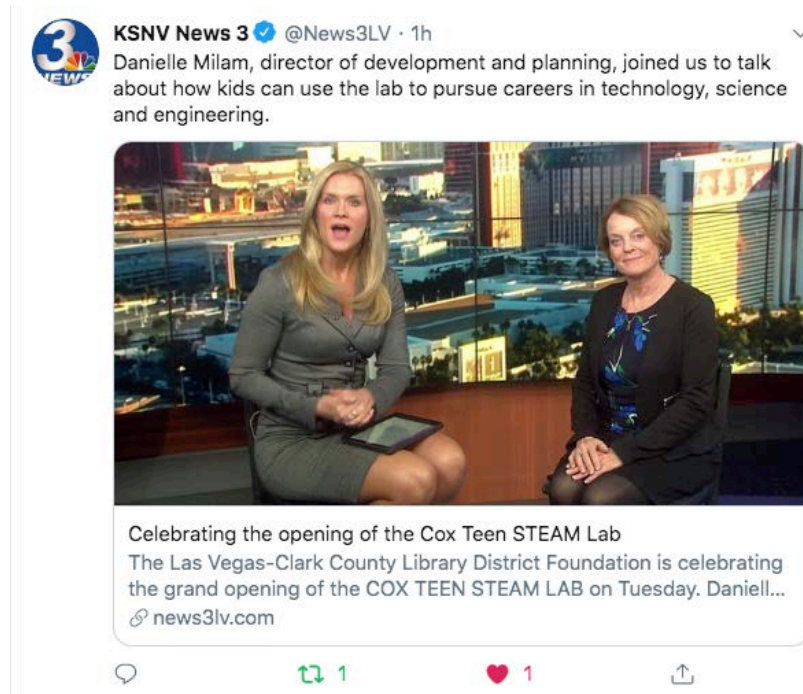 3
NEWS
KSNV News 3 @News3LV · 1h
Danielle Milam, director of development and planning, joined us to talk
about how kids can use the lab to pursue careers in technology, science
and engineering.
Celebrating the opening of the Cox Teen STEAM Lab
The Las Vegas-Clark County Library District Foundation is celebrating
the grand opening of the COX TEEN STEAM LAB on Tuesday. Daniell...
news3lv.com
1
1